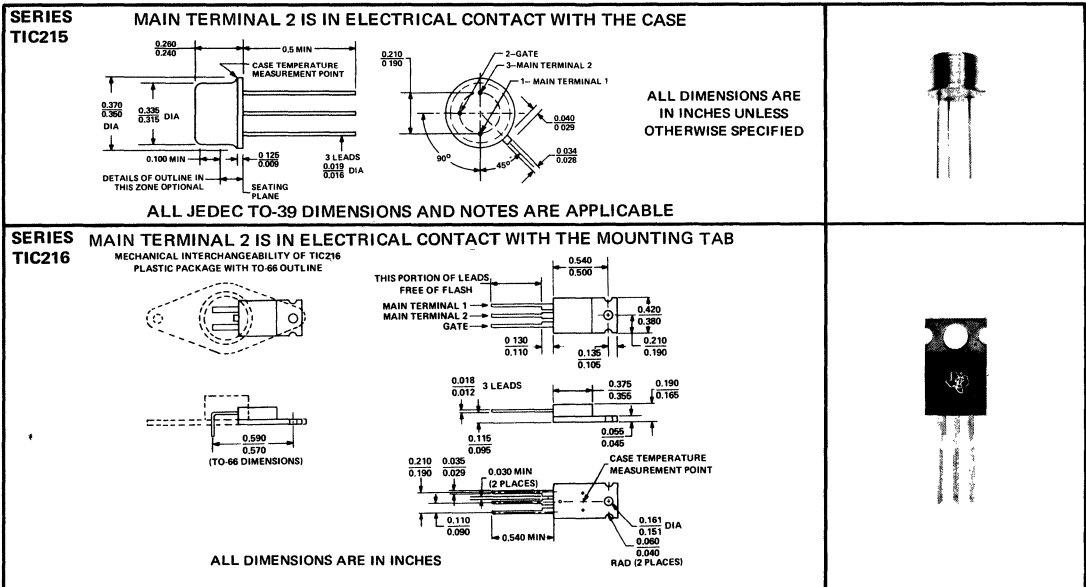 SERIES
TIC215
MAIN TERMINAL 2 IS IN ELECTRICAL CONTACT WITH THE CASE
0.260
0.240
0.5 MIN
CASE TEMPERATURE
MEASUREMENT POINT
0.370
0.350
DIA
0.335
0.315 DIA
0.100 MIN
0 125
0.009
3 LEADS
0.019
0.016 DIA
DETAILS OF OUTLINE IN
THIS ZONE OPTIONAL
SEATING
PLANE
0.210
0 190
2-GATE
3-MAIN TERMINAL 2
1- MAIN TERMINAL 1
0.040
0 029
0 034
0.028
90°
45°
ALL DIMENSIONS ARE
IN INCHES UNLESS
OTHERWISE SPECIFIED
ALL JEDEC TO-39 DIMENSIONS AND NOTES ARE APPLICABLE
SERIES
TIC216
MAIN TERMINAL 2 IS IN ELECTRICAL CONTACT WITH THE MOUNTING TAB
MECHANICAL INTERCHANGEABILITY OF TIC216
PLASTIC PACKAGE WITH TO-66 OUTLINE
THIS PORTION OF LEADS
FREE OF FLASH
MAIN TERMINAL 1
MAIN TERMINAL 2
GATE
0.540
0.500
0.420
0.380
0 130
0.110
0.135
0.105
0.210
0.190
0.018
0.012
3 LEADS
0.375
0.355
0.190
0.165
0.115
0.095
0.055
0.045
0.590
0.570
(TO-66 DIMENSIONS)
0.210
0.190
0.035
0.029
0.030 MIN
(2 PLACES)
CASE TEMPERATURE
MEASUREMENT POINT
0.110
0.090
0.540 MIN
0.161
0.151 DIA
0.060
0.040
RAD (2 PLACES)
ALL DIMENSIONS ARE IN INCHES